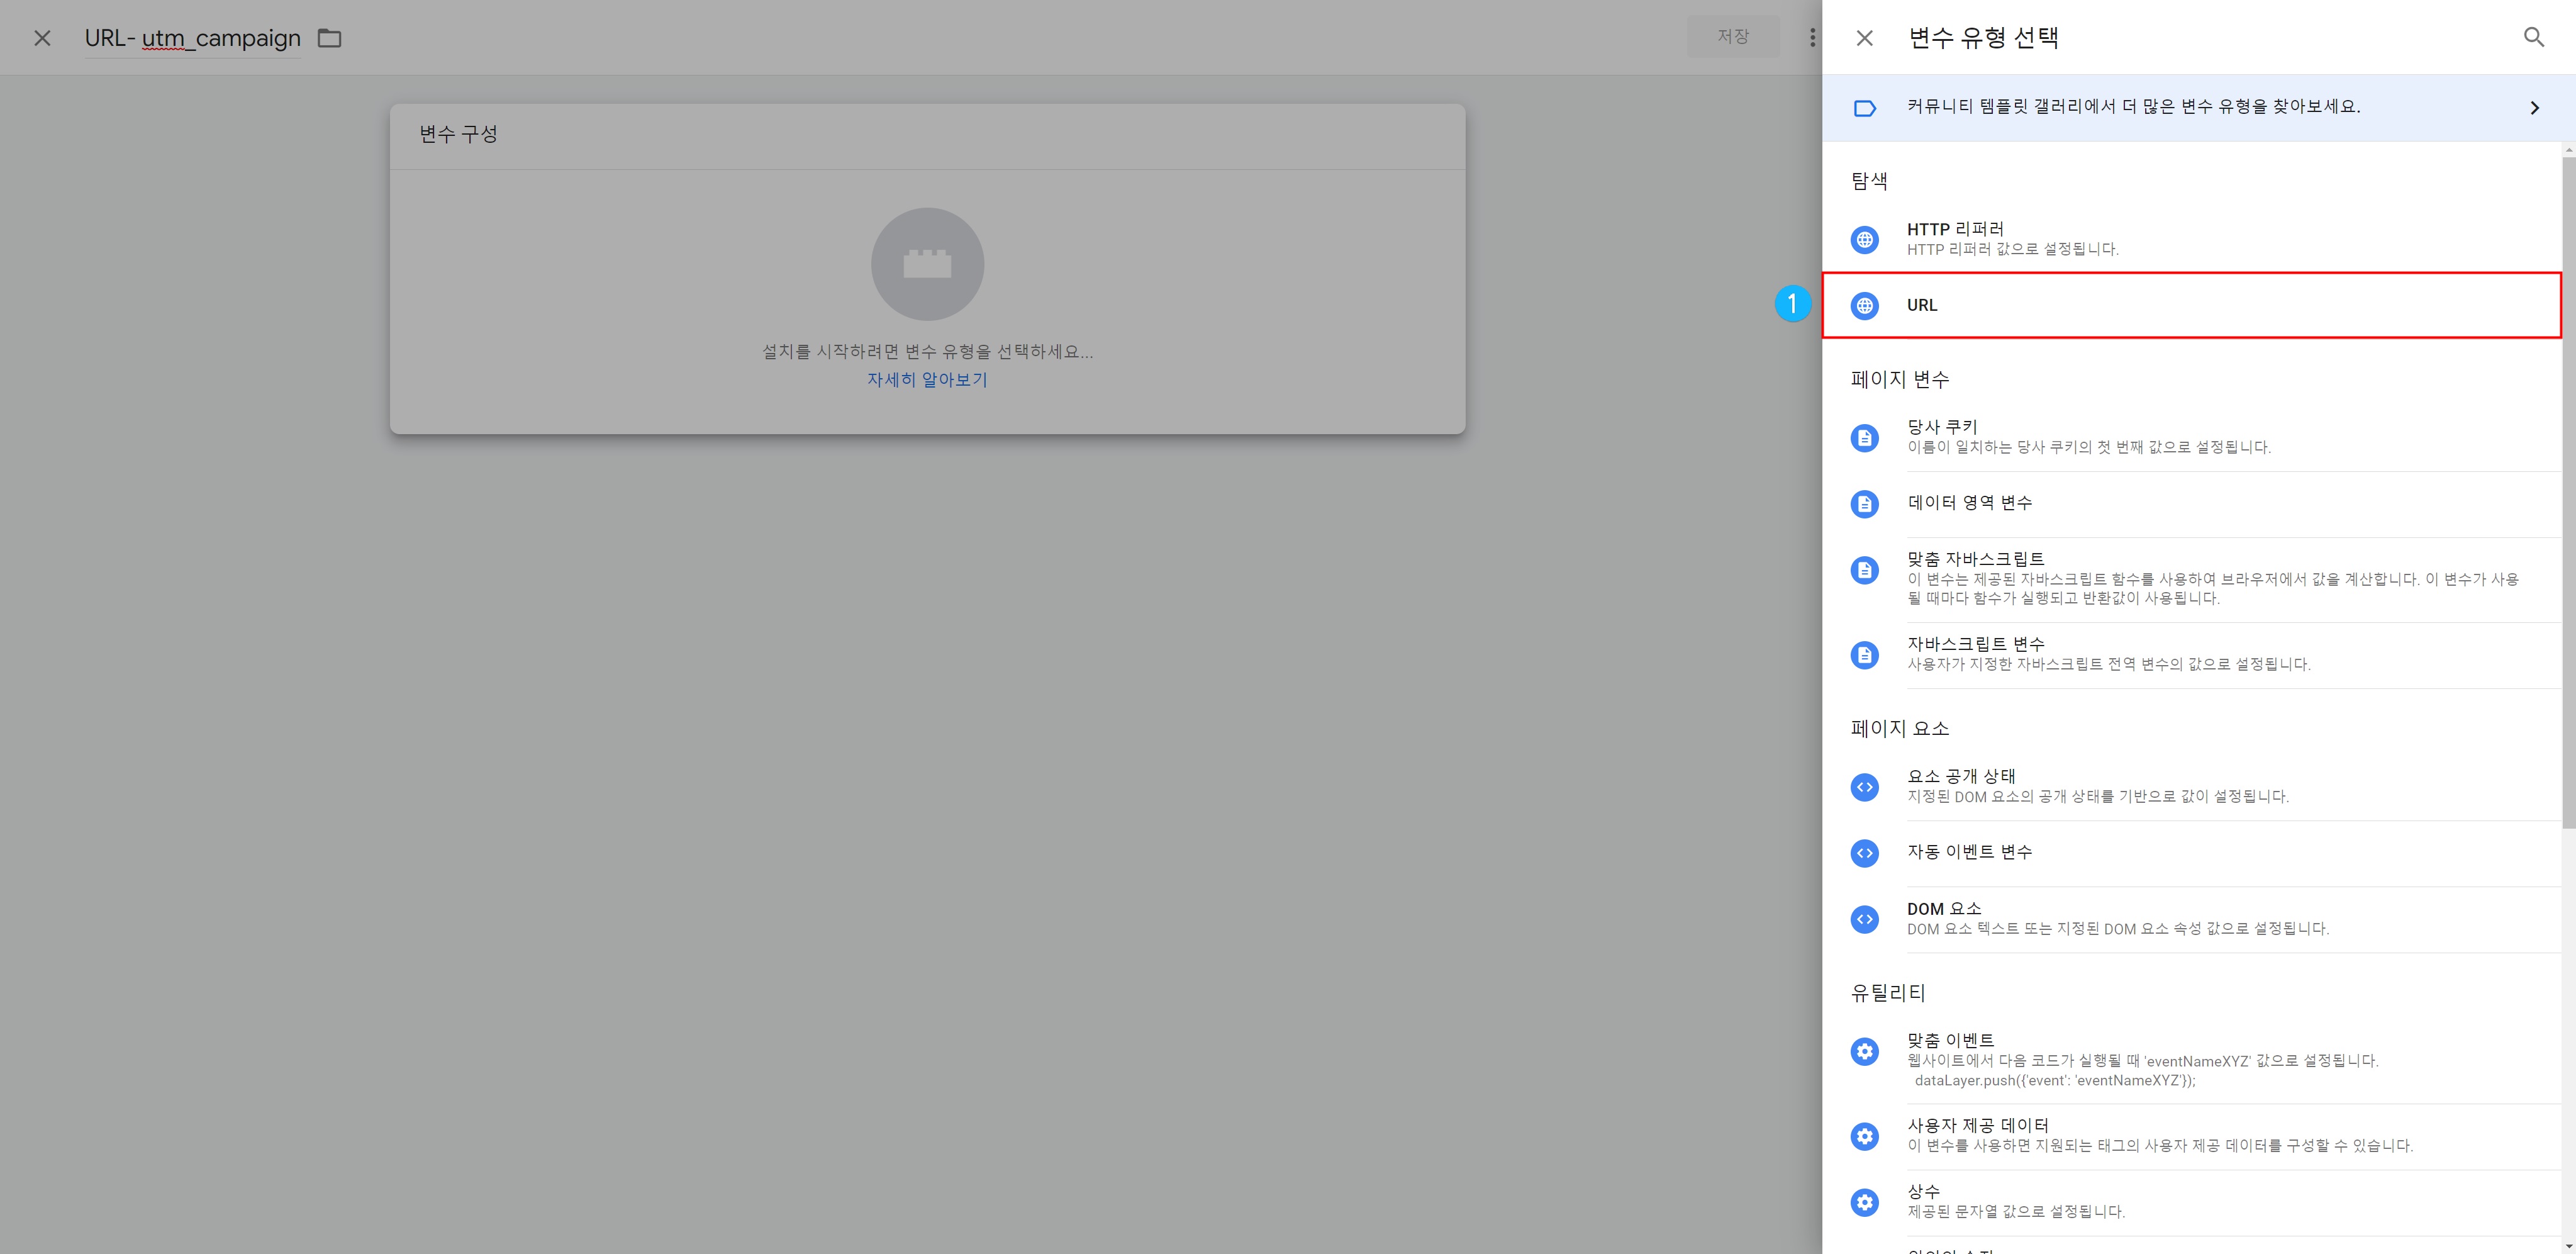 URL- utm_campaign
저장
변수 구성
설치를 시작하려면 변수 유형을 선택하세요...
자세히 알아보기
변수 유형 선택
커뮤니티 템플릿 갤러리에서 더 많은 변수 유형을 찾아보세요.
탐색
HTTP 리퍼러
HTTP 리퍼러 값으로 설정됩니다.
1
URL
페이지 변수
당사 쿠키
이름이 일치하는 당사 쿠키의 첫 번째 값으로 설정됩니다.
데이터 영역 변수
맞춤 자바스크립트
이 변수는 제공된 자바스크립트 함수를 사용하여 브라우저에서 값을 계산합니다. 이 변수가 사용
될 때마다 함수가 실행되고 반환값이 사용됩니다.
자바스크립트 변수
사용자가 지정한 자바스크립트 전역 변수의 값으로 설정됩니다.
페이지 요소
요소 공개 상태
지정된 DOM 요소의 공개 상태를 기반으로 값이 설정됩니다.
자동 이벤트 변수
DOM 요소
DOM 요소 텍스트 또는 지정된 DOM 요소 속성 값으로 설정됩니다.
유틸리티
맞춤 이벤트
웹사이트에서 다음 코드가 실행될 때 'eventNameXYZ' 값으로 설정됩니다.
dataLayer.push({'event': 'eventNameXYZ'});
사용자 제공 데이터
이 변수를 사용하면 지원되는 태그의 사용자 제공 데이터를 구성할 수 있습니다.
상수
제공된 문자열 값으로 설정됩니다.